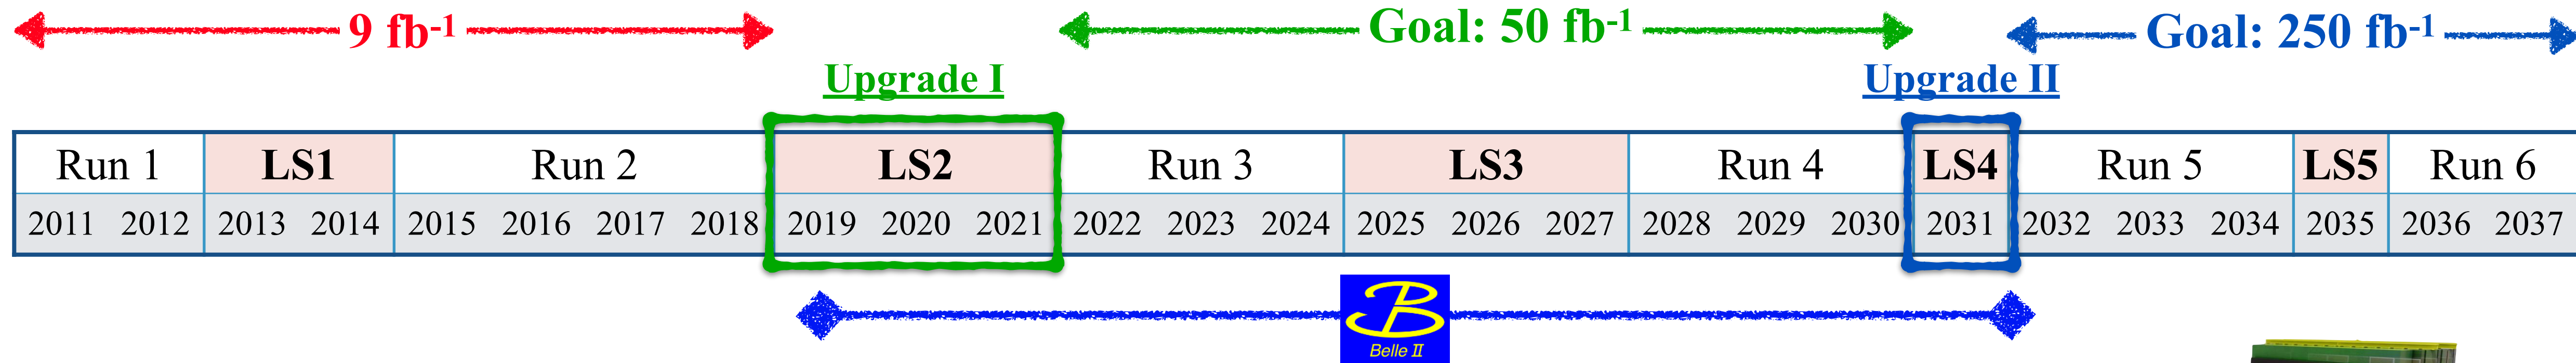 9 fb-1 Goal: 50 fb-1 Goal: 250 fb-1
Upgrade I Upgrade II
Run 1 LS1 Run 2 LS2 Run 3 LS3 Run 4 LS4 Run 5 LS5 Run 6
2011 2012 2013 2014 2015 2016 2017 2018 2019 2020 2021 2022 2023 2024 2025 2026 2027 2028 2029 2030 2031 2032 2033 2034 2035 2036 2037
B
Belle II